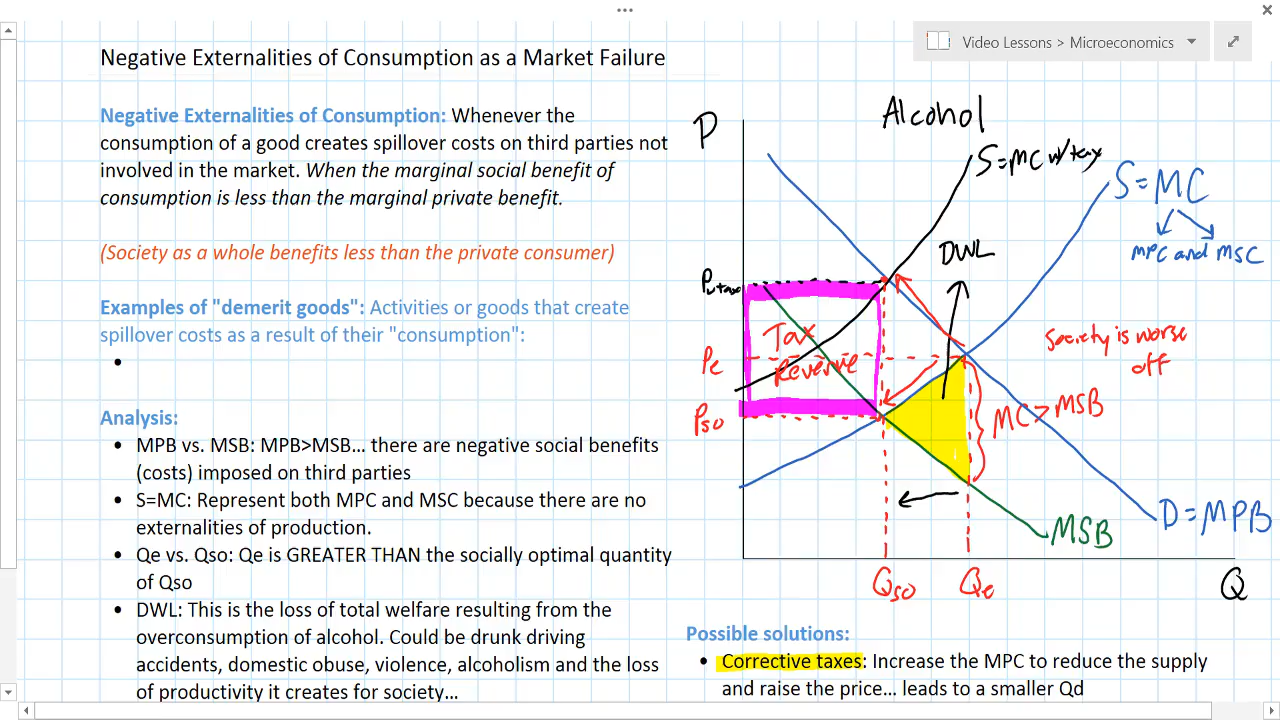 Negative Externalities of Consumption as a Market Failure
Video Lessons > Microeconomics
Negative Externalities of Consumption: Whenever the
consumption of a good creates spillover costs on third parties not
involved in the market. When the marginal social benefit of
consumption is less than the marginal private benefit.
(Society as a whole benefits less than the private consumer)
Examples of "demerit goods": Activities or goods that create
spillover costs as a result of their "consumption":
•
Analysis:
• MPB vs. MSB: MPB>MSB... there are negative social benefits
(costs) imposed on third parties
• S=MC: Represent both MPC and MSC because there are no
externalities of production.
• Qe vs. Qso: Qe is GREATER THAN the socially optimal quantity
of Qso
• DWL: This is the loss of total welfare resulting from the
overconsumption of alcohol. Could be drunk driving
accidents, domestic abuse, violence, alcoholism and the loss
of productivity it creates for society...
Alcohol
P
S=MC w/tax
S=MC
MPC and MSC
DWL
Pw tax
Tax
Reverve
Society is worse
off
Pe
MC > MSB
Pso
D=MPB
MSB
Qso
Qe
Q
Possible solutions:
• Corrective taxes: Increase the MPC to reduce the supply
and raise the price... leads to a smaller Qd